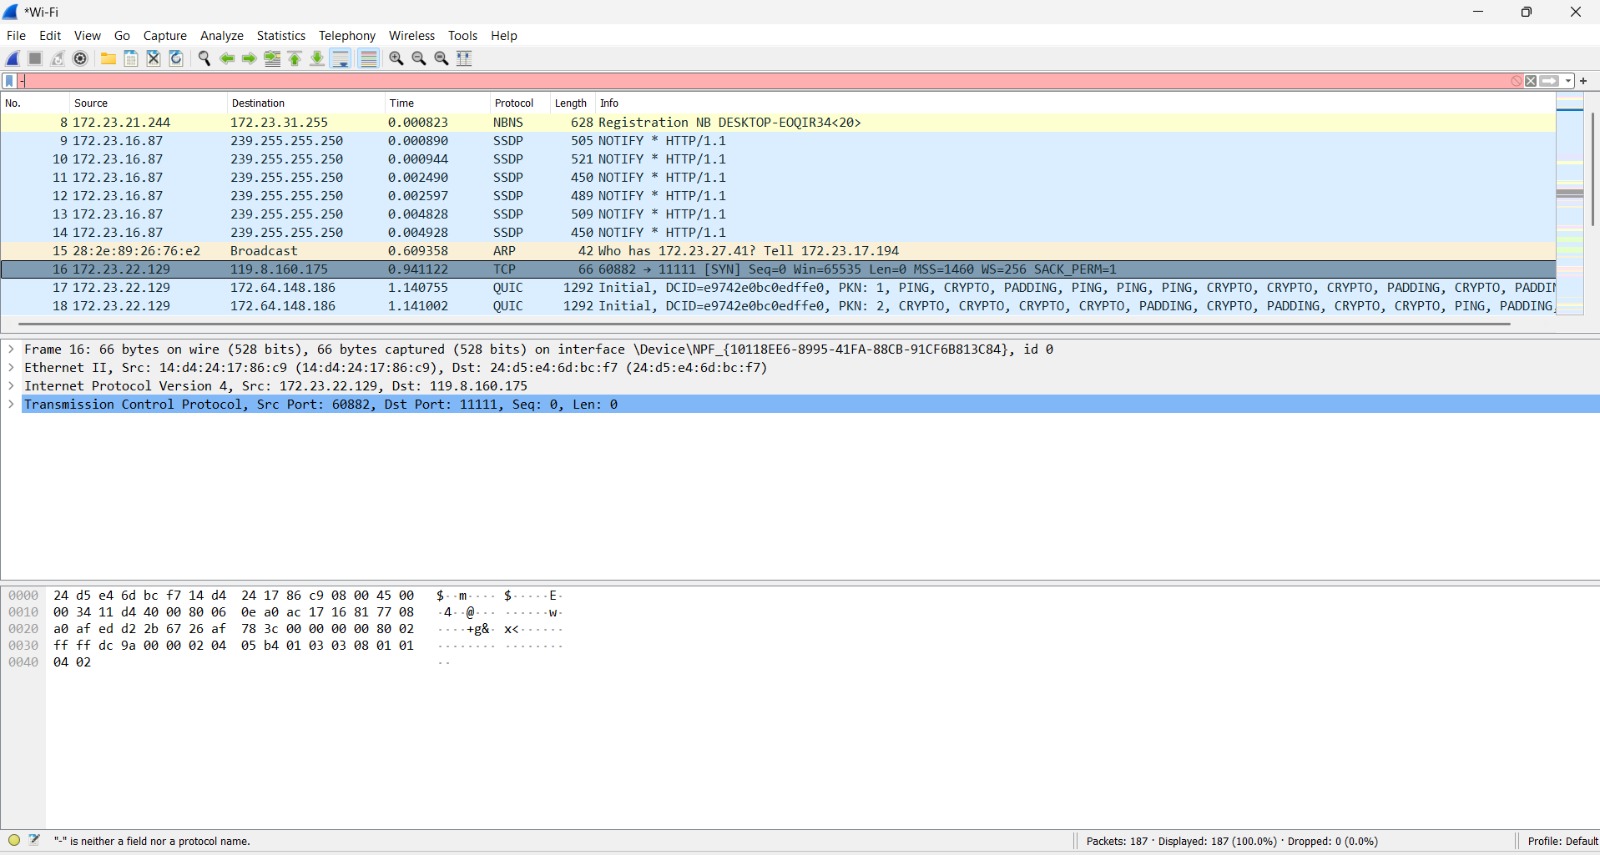 *Wi-Fi
File Edit View Go Capture Analyze Statistics Telephony Wireless Tools Help
-
No. Source Destination Time Protocol Length Info
8 172.23.21.244 172.23.31.255 0.000823 NBNS 628 Registration NB DESKTOP-EOQIR34<20>
9 172.23.16.87 239.255.255.250 0.000890 SSDP 505 NOTIFY * HTTP/1.1
10 172.23.16.87 239.255.255.250 0.000944 SSDP 521 NOTIFY * HTTP/1.1
11 172.23.16.87 239.255.255.250 0.002490 SSDP 450 NOTIFY * HTTP/1.1
12 172.23.16.87 239.255.255.250 0.002597 SSDP 489 NOTIFY * HTTP/1.1
13 172.23.16.87 239.255.255.250 0.004828 SSDP 509 NOTIFY * HTTP/1.1
14 172.23.16.87 239.255.255.250 0.004928 SSDP 450 NOTIFY * HTTP/1.1
15 28:2e:89:26:76:e2 Broadcast 0.609358 ARP 42 Who has 172.23.27.41? Tell 172.23.17.194
16 172.23.22.129 119.8.160.175 0.941122 TCP 66 60882 → 11111 [SYN] Seq=0 Win=65535 Len=0 MSS=1460 WS=256 SACK_PERM=1
17 172.23.22.129 172.64.148.186 1.140755 QUIC 1292 Initial, DCID=e9742e0bc0edffe0, PKN: 1, PING, CRYPTO, PADDING, PING, PING, PING, CRYPTO, CRYPTO, CRYPTO, PADDING, CRYPTO, PADDIN
18 172.23.22.129 172.64.148.186 1.141002 QUIC 1292 Initial, DCID=e9742e0bc0edffe0, PKN: 2, CRYPTO, CRYPTO, CRYPTO, CRYPTO, PADDING, CRYPTO, PADDING, CRYPTO, CRYPTO, PING, PADDING,
Frame 16: 66 bytes on wire (528 bits), 66 bytes captured (528 bits) on interface \Device\NPF_{10118EE6-8995-41FA-88CB-91CF6B813C84}, id 0
Ethernet II, Src: 14:d4:24:17:86:c9 (14:d4:24:17:86:c9), Dst: 24:d5:e4:6d:bc:f7 (24:d5:e4:6d:bc:f7)
Internet Protocol Version 4, Src: 172.23.22.129, Dst: 119.8.160.175
Transmission Control Protocol, Src Port: 60882, Dst Port: 11111, Seq: 0, Len: 0
0000 24 d5 e4 6d bc f7 14 d4 24 17 86 c9 08 00 45 00 $··m···· $·····E·
0010 00 34 11 d4 40 00 80 06 0e a0 ac 17 16 81 77 08 ·4··@··· ······w·
0020 a0 af ed d2 2b 67 26 af 78 3c 00 00 00 00 80 02 ····+g&· x<······
0030 ff ff dc 9a 00 00 02 04 05 b4 01 03 03 08 01 01 ········ ········
0040 04 02 ··
"-" is neither a field nor a protocol name. Packets: 187 · Displayed: 187 (100.0%) · Dropped: 0 (0.0%) Profile: Default